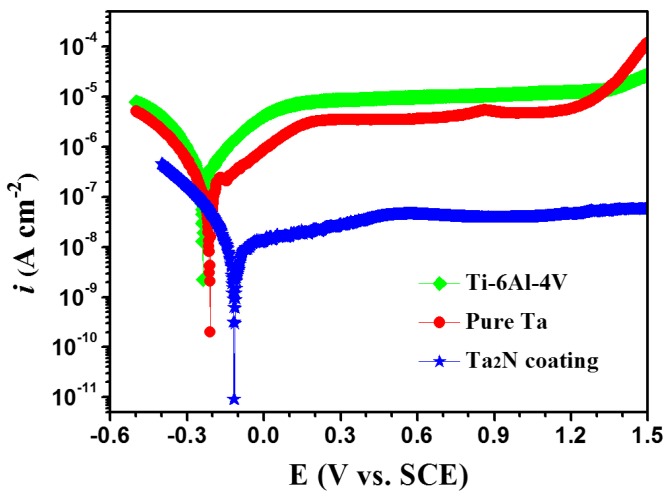 10⁻⁴
10⁻⁵
10⁻⁶
10⁻⁷
10⁻⁸
10⁻⁹
10⁻¹⁰
10⁻¹¹
i (A cm⁻²)
Ti-6Al-4V
Pure Ta
Ta2N coating
-0.6 -0.3 0.0 0.3 0.6 0.9 1.2 1.5
E (V vs. SCE)